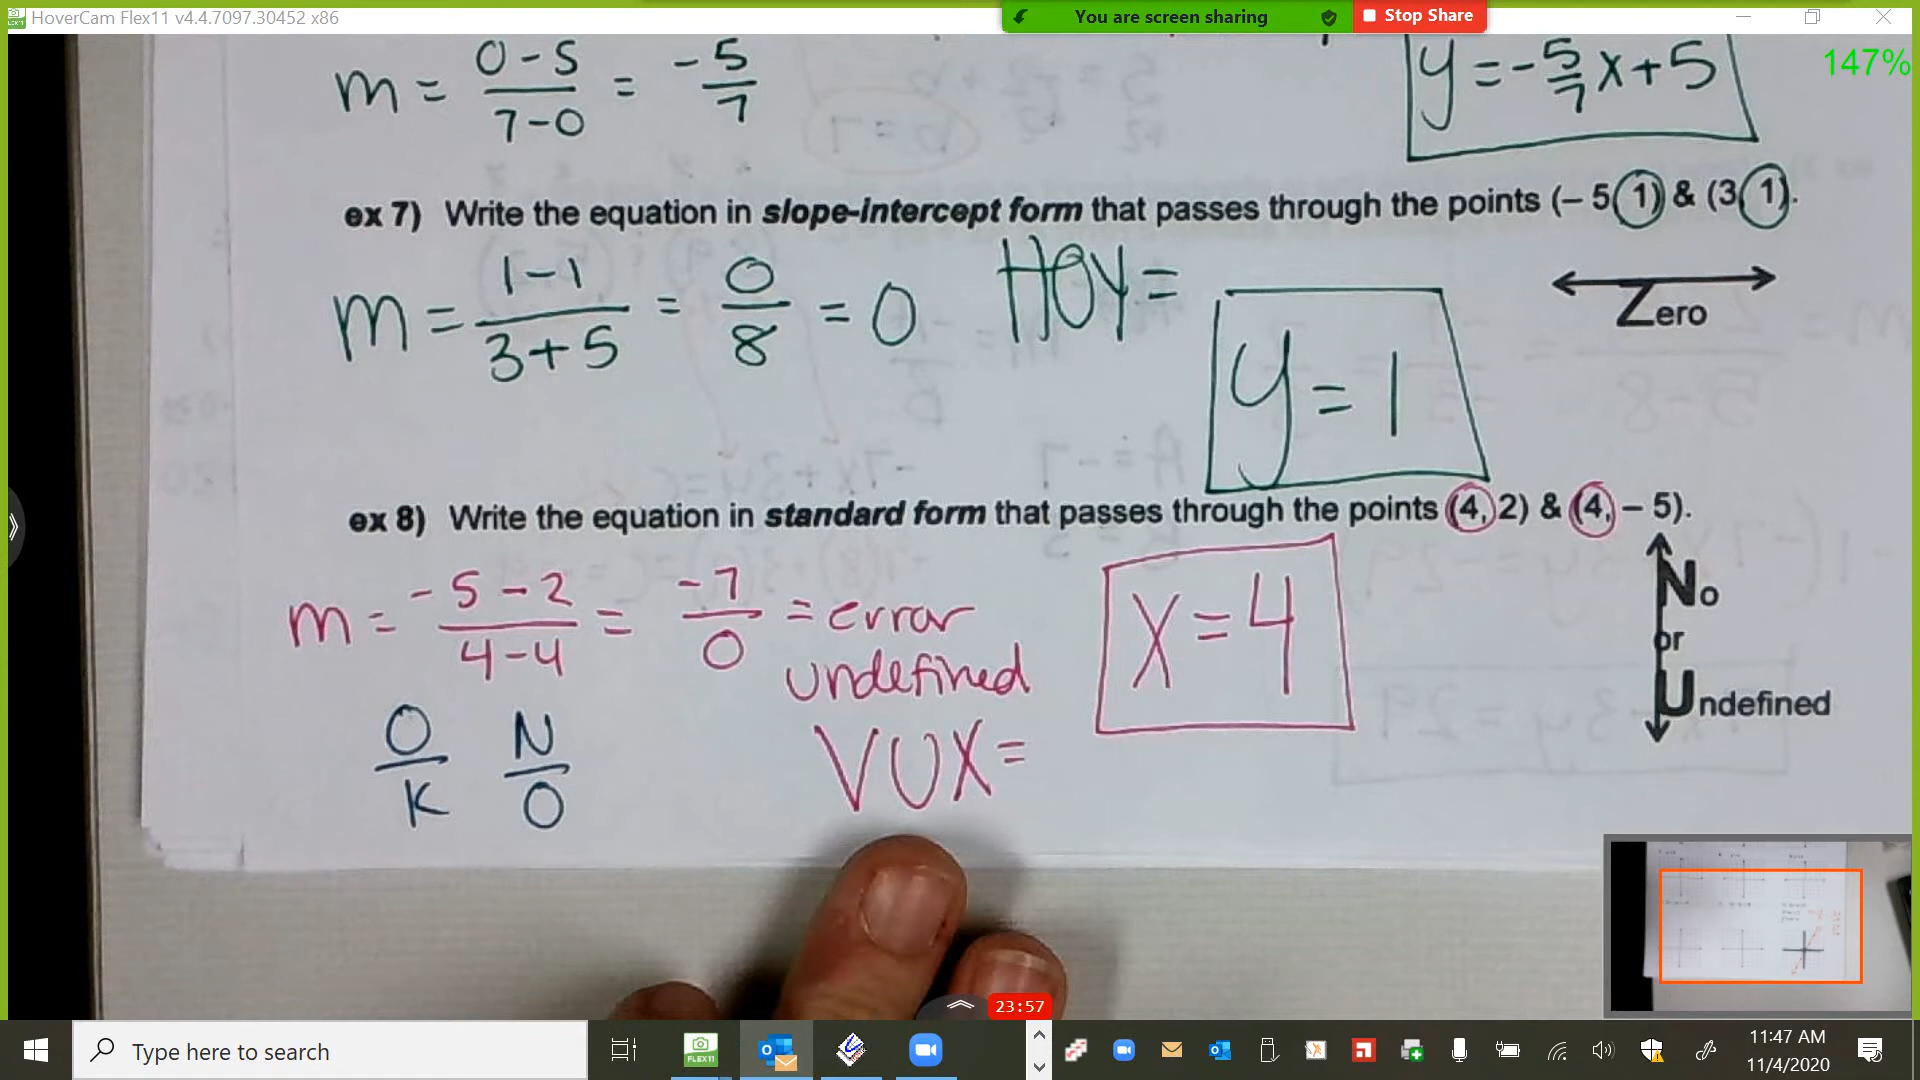 HoverCam Flex11 v4.4.7097.30452 x86
You are screen sharing
Stop Share
147%
m = 0-5/7-0 = -5/7
y = -5/7x+5
ex 7) Write the equation in slope-intercept form that passes through the points (– 5, 1) & (3, 1).
m = 1-1/3+5 = 0/8 = 0
HOY=
Zero
y = 1
ex 8) Write the equation in standard form that passes through the points (4, 2) & (4, – 5).
m = -5-2/4-4 = -7/0 = error
undefined
x = 4
No
or
Undefined
0/K N/0
VUX=
23:57
Type here to search
FLEX11
11:47 AM
11/4/2020